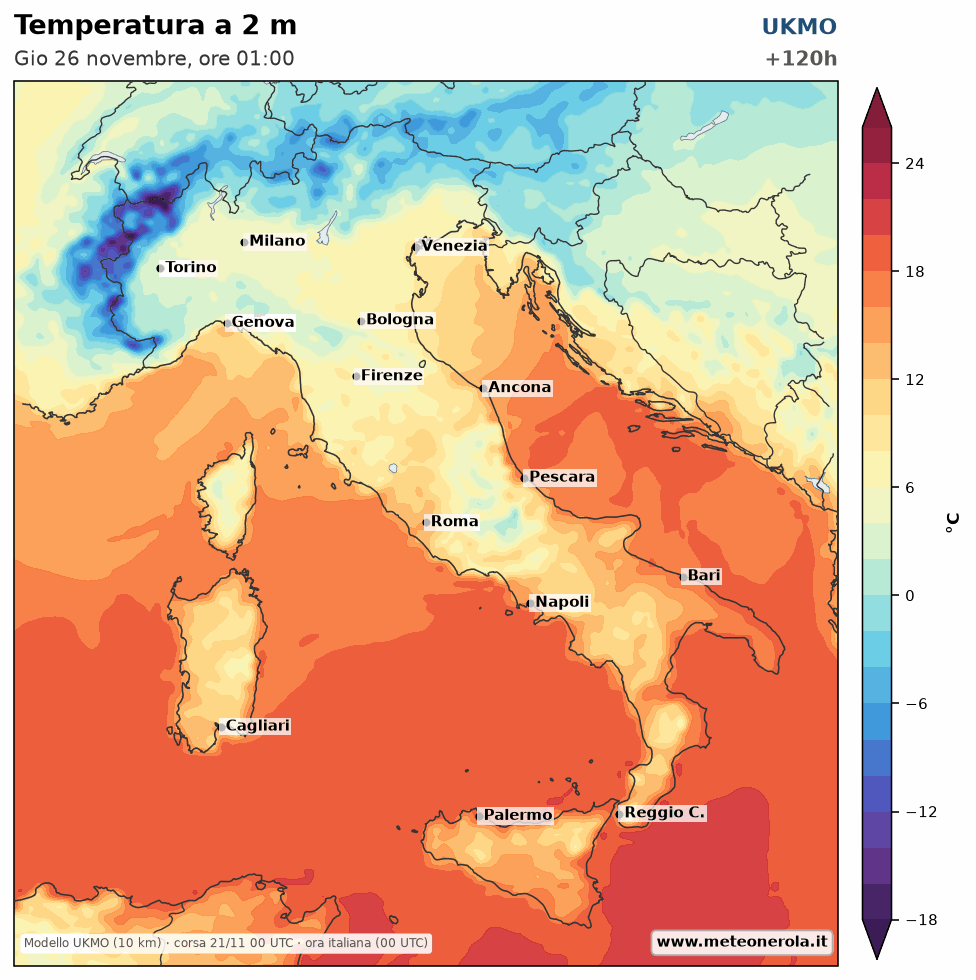 Temperatura a 2 m
UKMO
Gio 26 novembre, ore 01:00
+120h
Milano
Venezia
Torino
Genova
Bologna
Firenze
Ancona
Pescara
Roma
Bari
Napoli
Cagliari
Palermo
Reggio C.
24
18
12
6
0
−6
−12
−18
°C
Modello UKMO (10 km) · corsa 21/11 00 UTC · ora italiana (00 UTC)
www.meteonerola.it